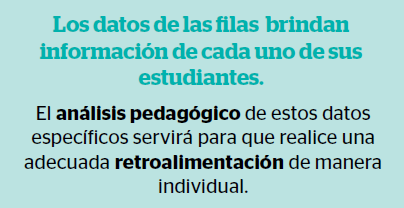 Los datos de las filas brindan
información de cada uno de sus
estudiantes.
El análisis pedagógico de estos datos
específicos servirá para que realice una
adecuada retroalimentación de manera
individual.